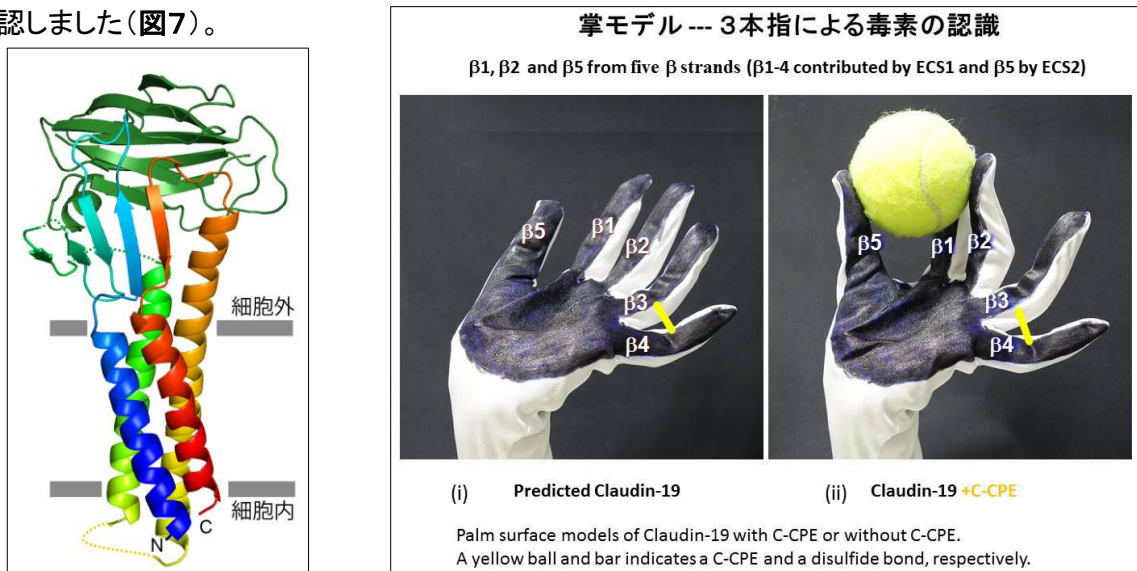 認しました（図７）。
細胞外
細胞内
N
C
掌モデル --- ３本指による毒素の認識
β1, β2 and β5 from five β strands (β1-4 contributed by ECS1 and β5 by ECS2)
β5
β1
β2
β3
β4
β5
β1
β2
β3
β4
(i) Predicted Claudin-19
(ii) Claudin-19 +C-CPE
Palm surface models of Claudin-19 with C-CPE or without C-CPE.
A yellow ball and bar indicates a C-CPE and a disulfide bond, respectively.